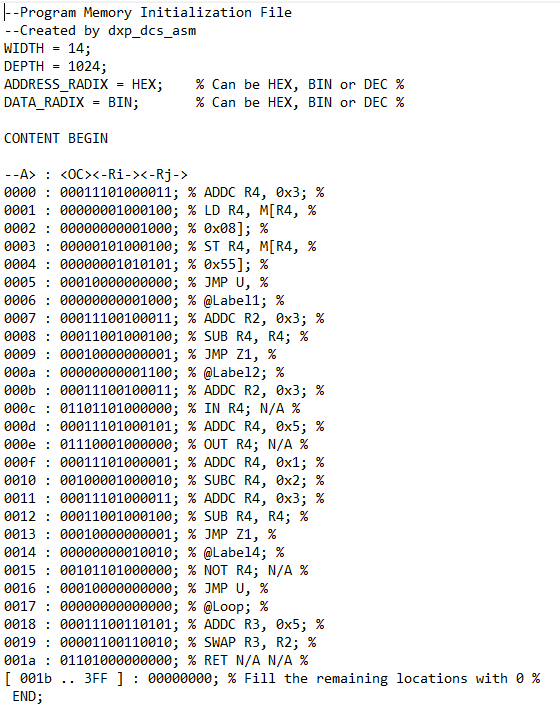 --Program Memory Initialization File
--Created by dxp_dcs_asm
WIDTH = 14;
DEPTH = 1024;
ADDRESS_RADIX = HEX;    % Can be HEX, BIN or DEC %
DATA_RADIX = BIN;       % Can be HEX, BIN or DEC %

CONTENT BEGIN

--A> : <OC><-Ri-><-Rj->
0000 : 00011101000011; % ADDC R4, 0x3; %
0001 : 00000001000100; % LD R4, M[R4, %
0002 : 00000000001000; % 0x08]; %
0003 : 00000101000100; % ST R4, M[R4, %
0004 : 00000001010101; % 0x55]; %
0005 : 00010000000000; % JMP U, %
0006 : 00000000001000; % @Label1; %
0007 : 00011100100011; % ADDC R2, 0x3; %
0008 : 00011001000100; % SUB R4, R4; %
0009 : 00010000000001; % JMP Z1, %
000a : 00000000001100; % @Label2; %
000b : 00011100100011; % ADDC R2, 0x3; %
000c : 01101101000000; % IN R4; N/A %
000d : 00011101000101; % ADDC R4, 0x5; %
000e : 01110001000000; % OUT R4; N/A %
000f : 00011101000001; % ADDC R4, 0x1; %
0010 : 00100001000010; % SUBC R4, 0x2; %
0011 : 00011101000011; % ADDC R4, 0x3; %
0012 : 00011001000100; % SUB R4, R4; %
0013 : 00010000000001; % JMP Z1, %
0014 : 00000000010010; % @Label4; %
0015 : 00101101000000; % NOT R4; N/A %
0016 : 00010000000000; % JMP U, %
0017 : 00000000000000; % @Loop; %
0018 : 00011100110101; % ADDC R3, 0x5; %
0019 : 00001100110010; % SWAP R3, R2; %
001a : 01101000000000; % RET N/A N/A %
[ 001b .. 3FF ] : 00000000; % Fill the remaining locations with 0 %
 END;